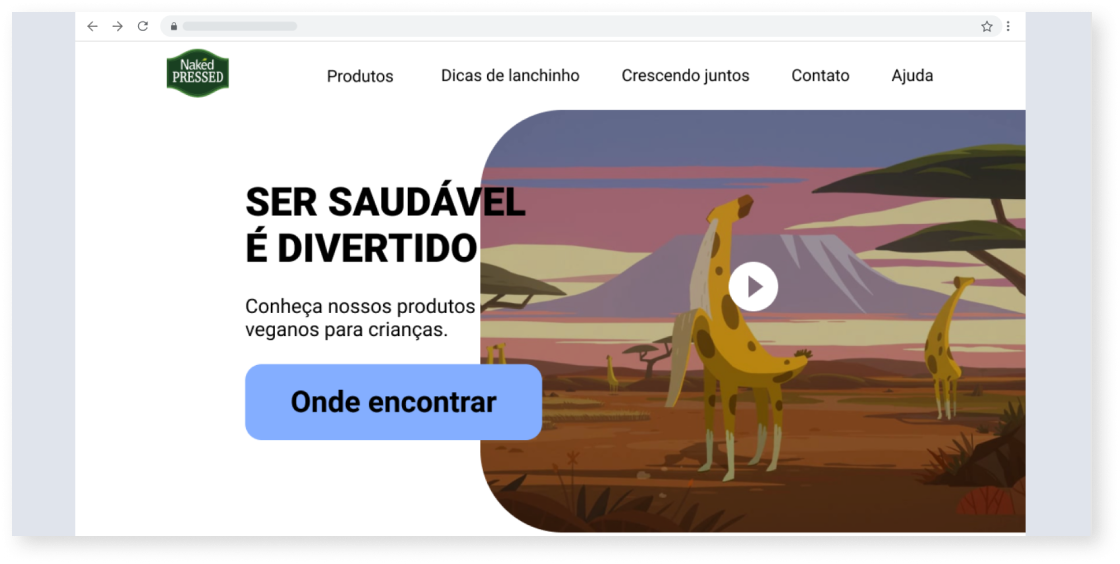 Nakéd
PRESSED
Produtos
Dicas de lanchinho
Crescendo juntos
Contato
Ajuda
SER SAUDÁVEL
É DIVERTIDO
Conheça nossos produtos
veganos para crianças.
Onde encontrar